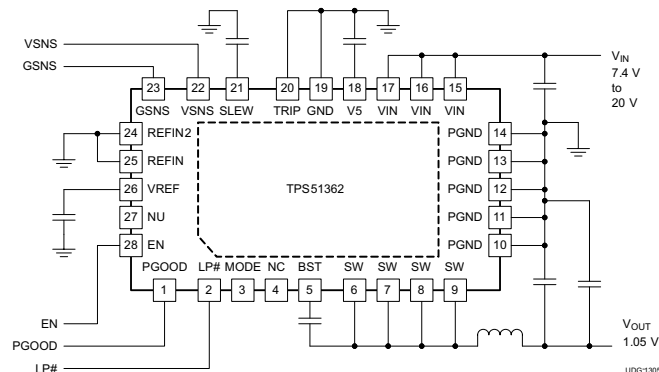 VSNS
GSNS
VIN
7.4 V
to
20 V
23 22 21 20 19 18 17 16 15
GSNS VSNS SLEW TRIP GND V5 VIN VIN VIN
24 REFIN2
25 REFIN
26 VREF
27 NU
28 EN
TPS51362
PGND 14
PGND 13
PGND 12
PGND 11
PGND 10
PGOOD LP# MODE NC BST SW SW SW SW
1 2 3 4 5 6 7 8 9
EN
PGOOD
LP#
VOUT
1.05 V